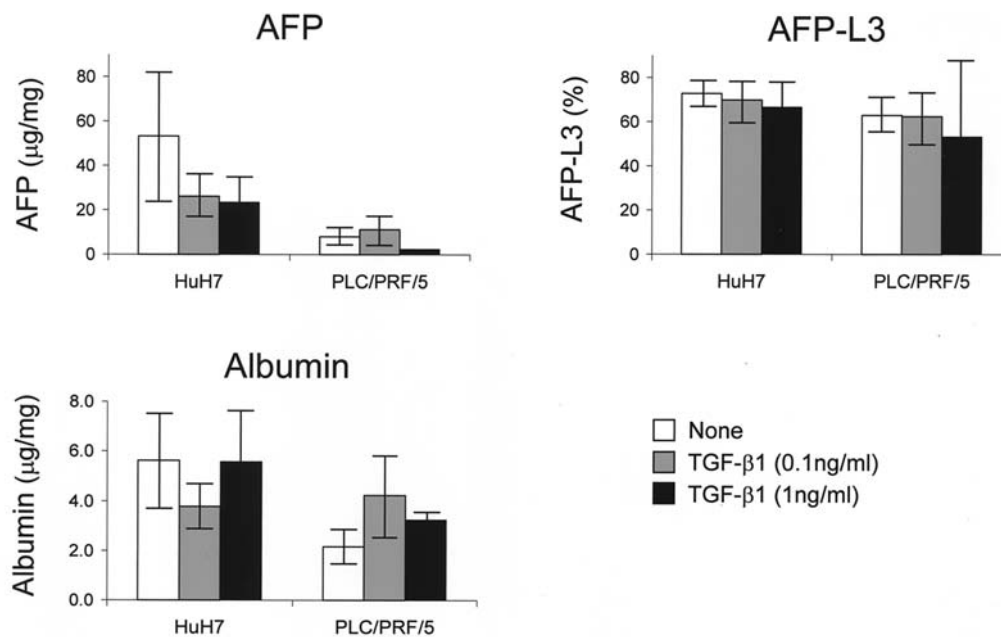 AFP
AFP (μg/mg)
80
60
40
20
0
HuH7
PLC/PRF/5
AFP-L3
AFP-L3 (%)
80
60
40
20
0
HuH7
PLC/PRF/5
Albumin
Albumin (μg/mg)
8.0
6.0
4.0
2.0
0.0
HuH7
PLC/PRF/5
None
TGF-β1 (0.1ng/ml)
TGF-β1 (1ng/ml)